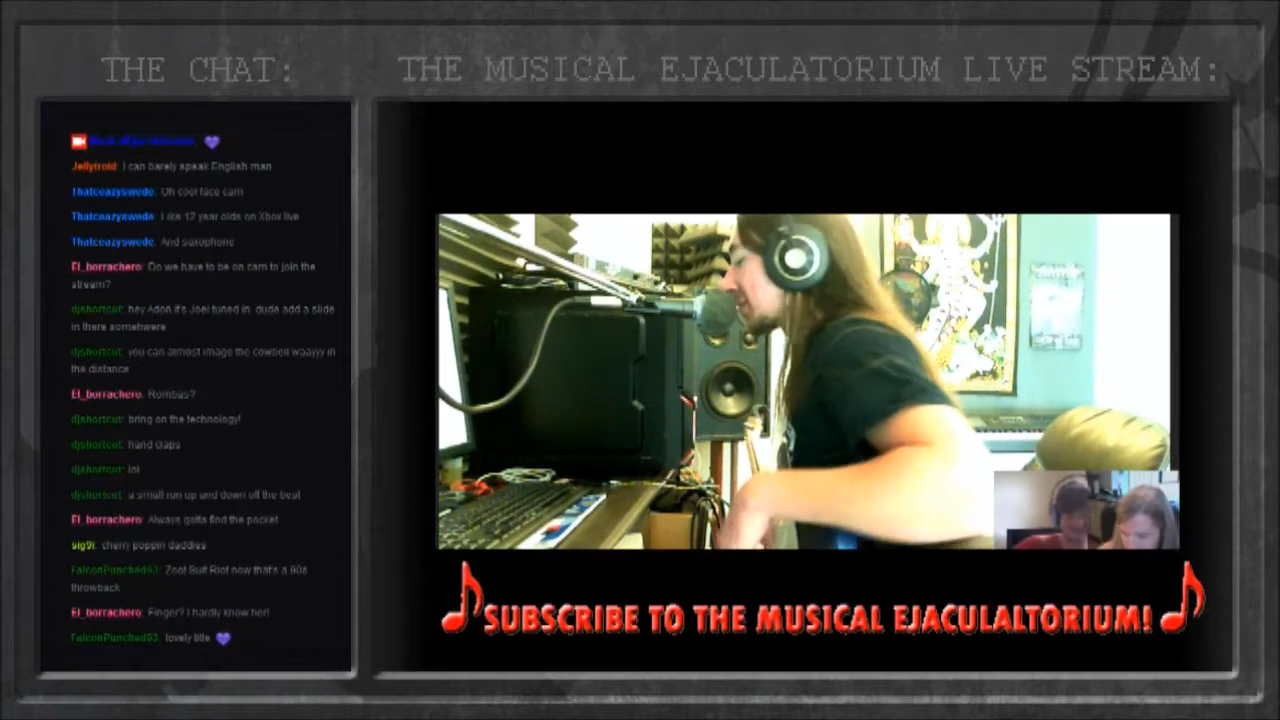 THE CHAT:
THE MUSICAL EJACULATORIUM LIVE STREAM:
Jellytroid: I can barely speak English man
Thatcrazyswede: Oh cool face cam
Thatcrazyswede: Like 12 year olds on Xbox live
Thatcrazyswede: And saxophone
El_borrachero: Do we have to be on cam to join the
stream?
djshortcut: hey Adon it's Joel tuned in. dude add a slide
in there somehwere
djshortcut: you can almost image the cowbell waayyy in
the distance
El_borrachero: Rombas?
djshortcut: bring on the technology!
djshortcut: hand claps
djshortcut: lol
djshortcut: a small run up and down off the beat
El_borrachero: Always gotta find the pocket
sig9i: cherry poppin daddies
FalconPunched93: Zoot Suit Riot now that's a 90s
throwback
El_borrachero: Finger? I hardly know her!
FalconPunched93: lovely title
SUBSCRIBE TO THE MUSICAL EJACULALTORIUM!